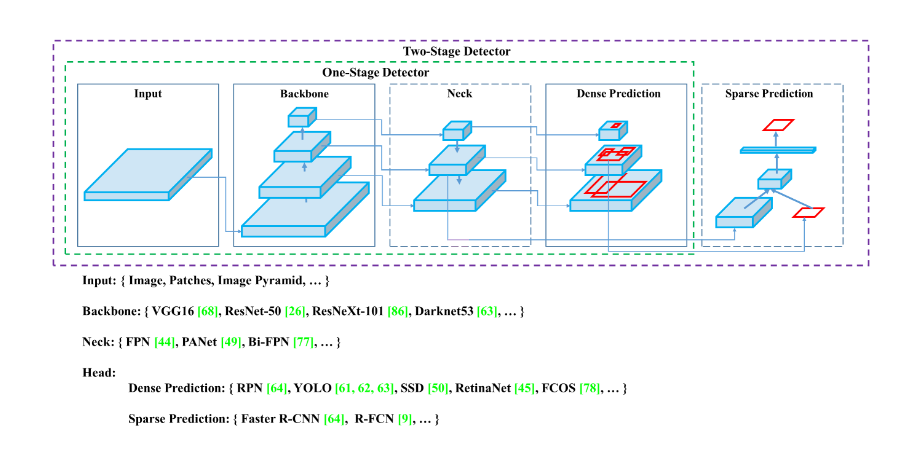 Two-Stage Detector
One-Stage Detector
Input
Backbone
Neck
Dense Prediction
Sparse Prediction
Input: { Image, Patches, Image Pyramid, … }
Backbone: { VGG16 [68], ResNet-50 [26], ResNeXt-101 [86], Darknet53 [63], … }
Neck: { FPN [44], PANet [49], Bi-FPN [77], … }
Head:
Dense Prediction: { RPN [64], YOLO [61, 62, 63], SSD [50], RetinaNet [45], FCOS [78], … }
Sparse Prediction: { Faster R-CNN [64], R-FCN [9], … }